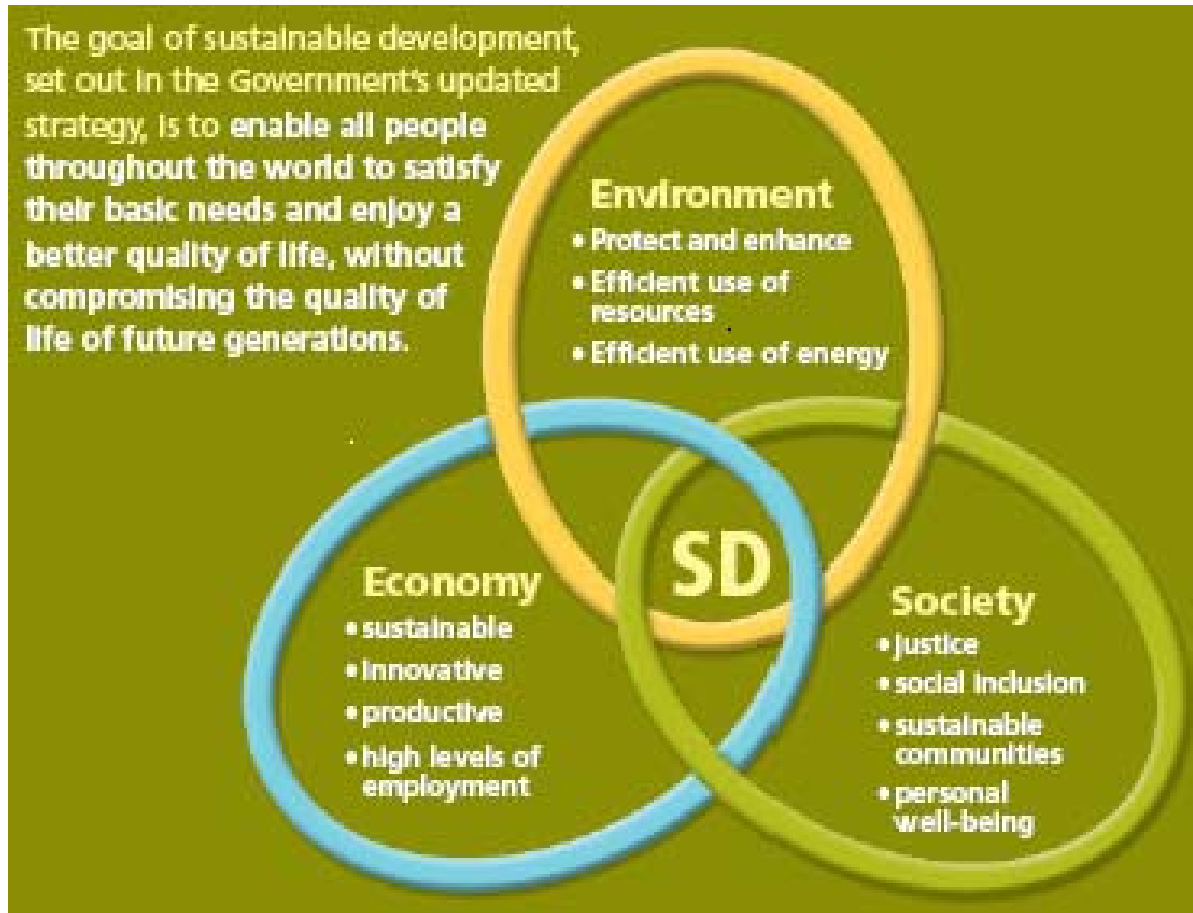 The goal of sustainable development,
set out in the Government's updated
strategy, is to enable all people
throughout the world to satisfy
their basic needs and enjoy a
better quality of life, without
compromising the quality of
life of future generations.
Environment
• Protect and enhance
• Efficient use of
resources
• Efficient use of energy
SD
Economy
• sustainable
• innovative
• productive
• high levels of
employment
Society
• justice
• social inclusion
• sustainable
communities
• personal
well-being